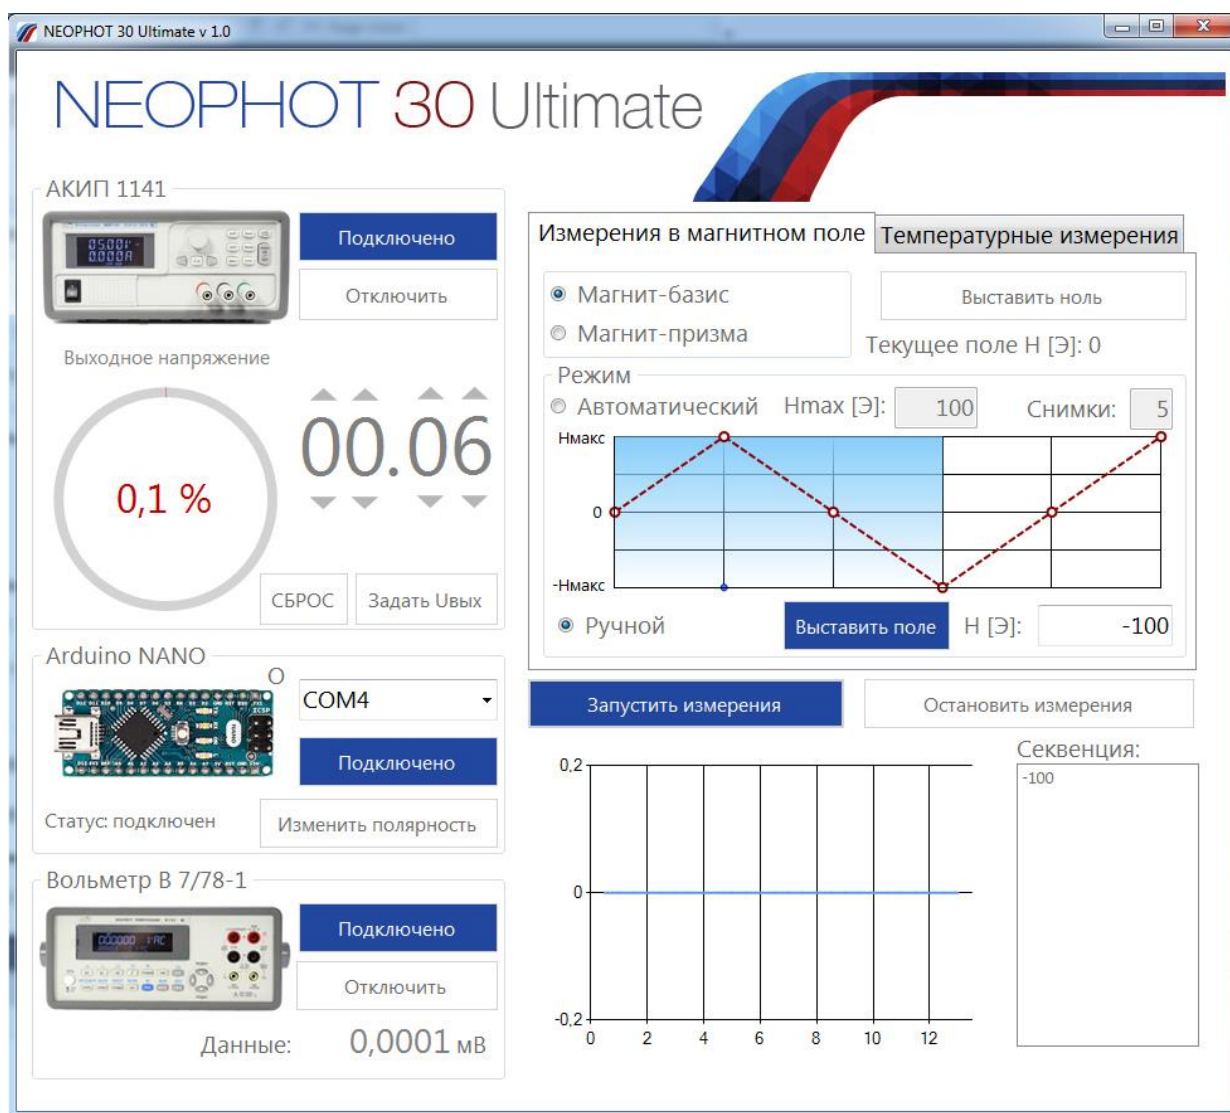 NEOPHOT 30 Ultimate v 1.0
NEOPHOT 30 Ultimate
АКИП 1141
Подключено
Отключить
Выходное напряжение
0,1 %
00.06
СБРОС
Задать Uвых
Arduino NANO
О
COM4
Подключено
Статус: подключен
Изменить полярность
Вольметр В 7/78-1
Подключено
Отключить
Данные:
0,0001 мВ
Измерения в магнитном поле
Температурные измерения
Магнит-базис
Магнит-призма
Выставить ноль
Текущее поле H [Э]: 0
Режим
Автоматический
Hmax [Э]:
100
Снимки:
5
Нмакс
0
-Нмакс
Ручной
Выставить поле
H [Э]:
-100
Запустить измерения
Остановить измерения
0,2
0
-0,2
0 2 4 6 8 10 12
Секвенция:
-100